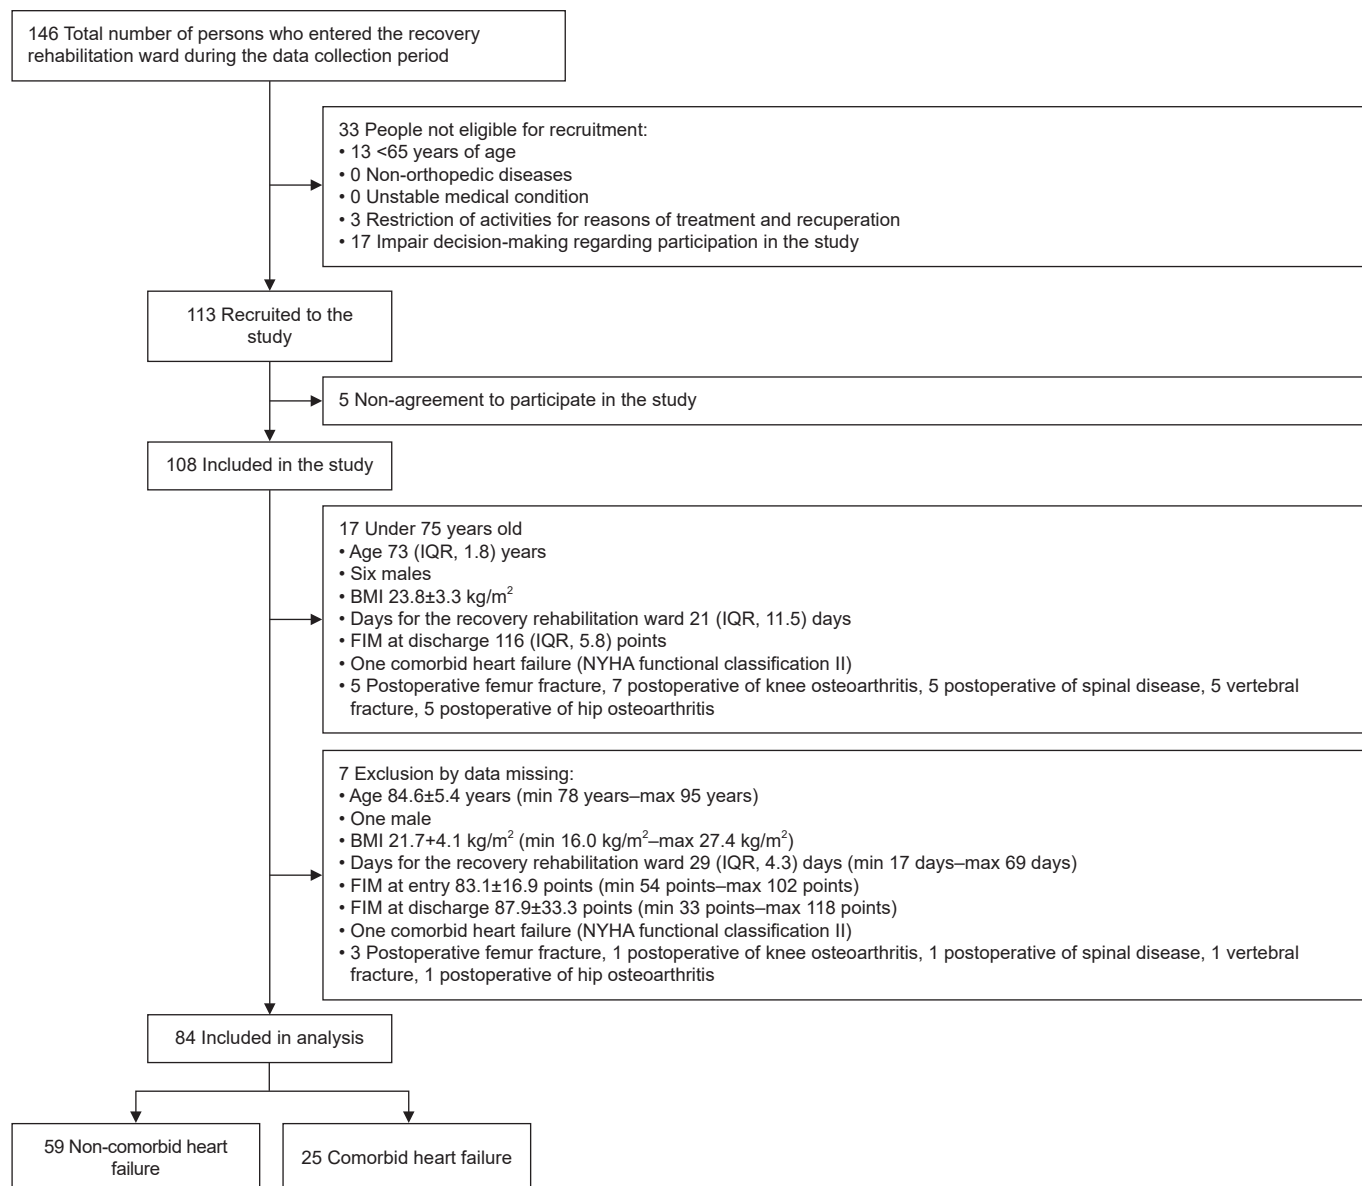 146 Total number of persons who entered the recovery
rehabilitation ward during the data collection period
33 People not eligible for recruitment:
• 13 <65 years of age
• 0 Non-orthopedic diseases
• 0 Unstable medical condition
• 3 Restriction of activities for reasons of treatment and recuperation
• 17 Impair decision-making regarding participation in the study
113 Recruited to the
study
5 Non-agreement to participate in the study
108 Included in the study
17 Under 75 years old
• Age 73 (IQR, 1.8) years
• Six males
• BMI 23.8±3.3 kg/m²
• Days for the recovery rehabilitation ward 21 (IQR, 11.5) days
• FIM at discharge 116 (IQR, 5.8) points
• One comorbid heart failure (NYHA functional classification II)
• 5 Postoperative femur fracture, 7 postoperative of knee osteoarthritis, 5 postoperative of spinal disease, 5 vertebral
fracture, 5 postoperative of hip osteoarthritis
7 Exclusion by data missing:
• Age 84.6±5.4 years (min 78 years–max 95 years)
• One male
• BMI 21.7+4.1 kg/m² (min 16.0 kg/m²–max 27.4 kg/m²)
• Days for the recovery rehabilitation ward 29 (IQR, 4.3) days (min 17 days–max 69 days)
• FIM at entry 83.1±16.9 points (min 54 points–max 102 points)
• FIM at discharge 87.9±33.3 points (min 33 points–max 118 points)
• One comorbid heart failure (NYHA functional classification II)
• 3 Postoperative femur fracture, 1 postoperative of knee osteoarthritis, 1 postoperative of spinal disease, 1 vertebral
fracture, 1 postoperative of hip osteoarthritis
84 Included in analysis
59 Non-comorbid heart
failure
25 Comorbid heart failure